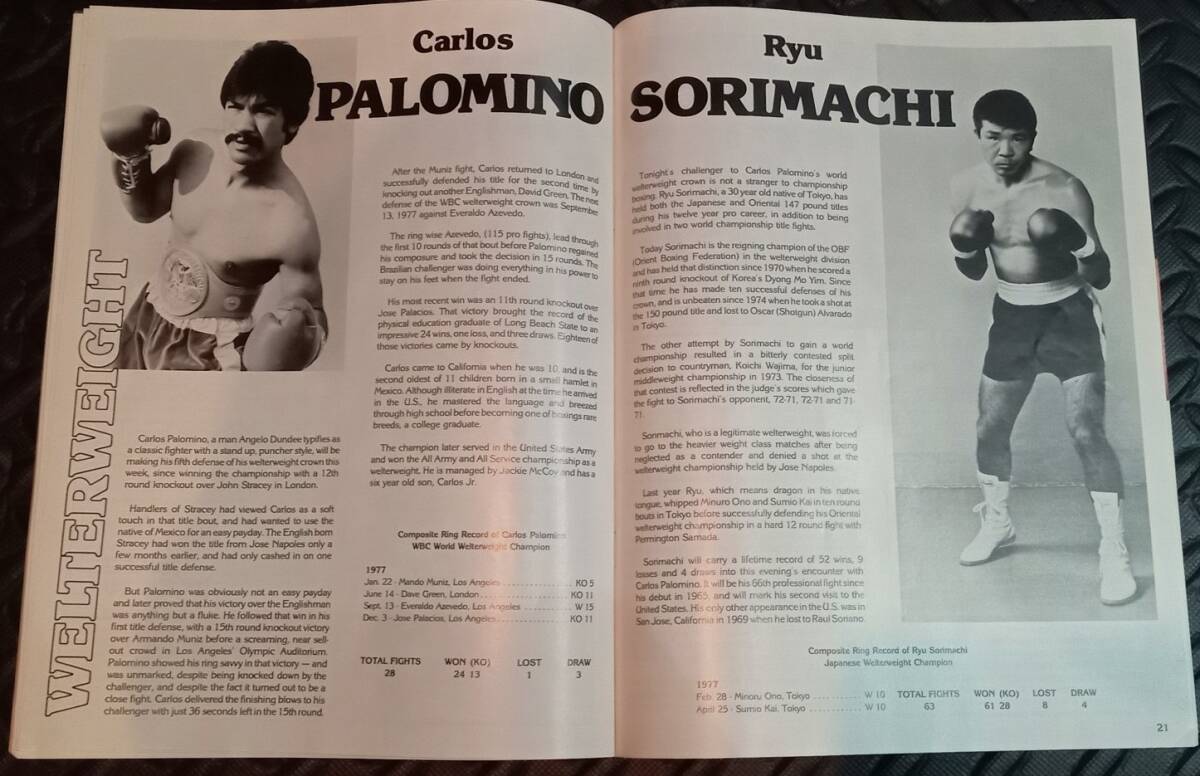 Carlos
PALOMINO
WELTERWEIGHT
Carlos Palomino, a man Angelo Dundee typifies as
a classic fighter with a stand up, puncher style, will be
making his fifth defense of his welterweight crown this
week, since winning the championship with a 12th
round knockout over John Stracey in London.
Handlers of Stracey had viewed Carlos as a soft
touch in that title bout, and had wanted to use the
native of Mexico for an easy payday. The English born
Stracey had won the title from Jose Napoles only a
few months earlier, and had only cashed in on one
successful title defense.
But Palomino was obviously not an easy payday
and later proved that his victory over the Englishman
was anything but a fluke. He followed that win in his
first title defense, with a 15th round knockout victory
over Armando Muniz before a screaming, near sell-
out crowd in Los Angeles' Olympic Auditorium.
Palomino showed his ring savvy in that victory — and
was unmarked, despite being knocked down by the
challenger, and despite the fact it turned out to be a
close fight. Carlos delivered the finishing blows to his
challenger with just 36 seconds left in the 15th round.
After the Muniz fight, Carlos returned to London and
successfully defended his title for the second time by
knocking out another Englishman, David Green. The next
defense of the WBC welterweight crown was September
13, 1977 against Everaldo Azevedo.
The ring wise Azevedo, (115 pro fights), lead through
the first 10 rounds of that bout before Palomino regained
his composure and took the decision in 15 rounds. The
Brazilian challenger was doing everything in his power to
stay on his feet when the fight ended.
His most recent win was an 11th round knockout over
Jose Palacios. That victory brought the record of the
physical education graduate of Long Beach State to an
impressive 24 wins, one loss, and three draws. Eighteen of
those victories came by knockouts.
Carlos came to California when he was 10, and is the
second oldest of 11 children born in a small hamlet in
Mexico. Although illiterate in English at the time he arrived
in the U.S., he mastered the language and breezed
through high school before becoming one of boxings rare
breeds, a college graduate.
The champion later served in the United States Army
and won the All Army and All Service championship as a
welterweight. He is managed by Jackie McCoy and has a
six year old son, Carlos Jr.
Composite Ring Record of Carlos Palomino
WBC World Welterweight Champion
1977
Jan. 22 - Mando Muniz, Los Angeles .................. KO 5
June 14 - Dave Green, London .................. KO 11
Sept. 13 - Everaldo Azevedo, Los Angeles .......... W 15
Dec. 3 - Jose Palacios, Los Angeles .................. KO 11
TOTAL FIGHTS WON (KO) LOST DRAW
28 24 13 1 3
Ryu
SORIMACHI
Tonight's challenger to Carlos Palomino's world
welterweight crown is not a stranger to championship
boxing. Ryu Sorimachi, a 30 year old native of Tokyo, has
held both the Japanese and Oriental 147 pound titles
during his twelve year pro career, in addition to being
involved in two world championship title fights.
Today Sorimachi is the reigning champion of the OBF
(Orient Boxing Federation) in the welterweight division
and has held that distinction since 1970 when he scored a
ninth round knockout of Korea's Dyong Mo Yim. Since
that time he has made ten successful defenses of his
crown, and is unbeaten since 1974 when he took a shot at
the 150 pound title and lost to Oscar (Shotgun) Alvarado
in Tokyo.
The other attempt by Sorimachi to gain a world
championship resulted in a bitterly contested split
decision to countryman, Koichi Wajima, for the junior
middleweight championship in 1973. The closeness of
that contest is reflected in the judge's scores which gave
the fight to Sorimachi's opponent, 72-71, 72-71 and 71-
71.
Sorimachi, who is a legitimate welterweight, was forced
to go to the heavier weight class matches after being
neglected as a contender and denied a shot at the
welterweight championship held by Jose Napoles.
Last year Ryu, which means dragon in his native
tongue, whipped Minuro Ono and Sumio Kai in ten round
bouts in Tokyo before successfully defending his Oriental
welterweight championship in a hard 12 round fight with
Permington Samada.
Sorimachi will carry a lifetime record of 52 wins, 9
losses and 4 draws into this evening's encounter with
Carlos Palomino. It will be his 66th professional fight since
his debut in 1965, and will mark his second visit to the
United States. His only other appearance in the U.S. was in
San Jose, California in 1969 when he lost to Raul Soriano.
Composite Ring Record of Ryu Sorimachi
Japanese Welterweight Champion
1977
Feb. 28 - Minoru Ono, Tokyo ........... W 10
April 25 - Sumio Kai, Tokyo ............ W 10
TOTAL FIGHTS WON (KO) LOST DRAW
63 61 28 8 4
21